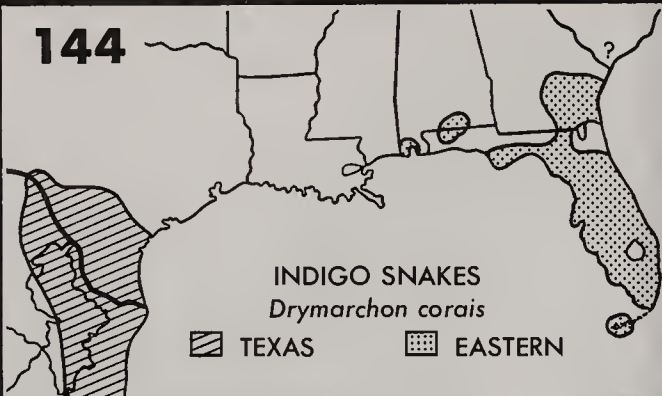 144
?
INDIGO SNAKES
Drymarchon corais
TEXAS EASTERN